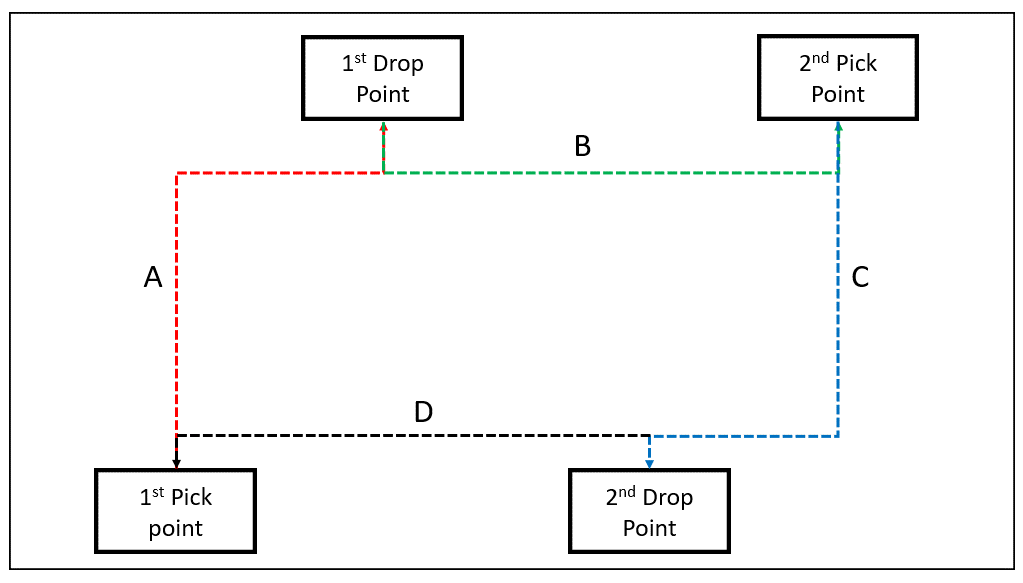 1st Drop
Point
2nd Pick
Point
B
A
C
D
1st Pick
point
2nd Drop
Point